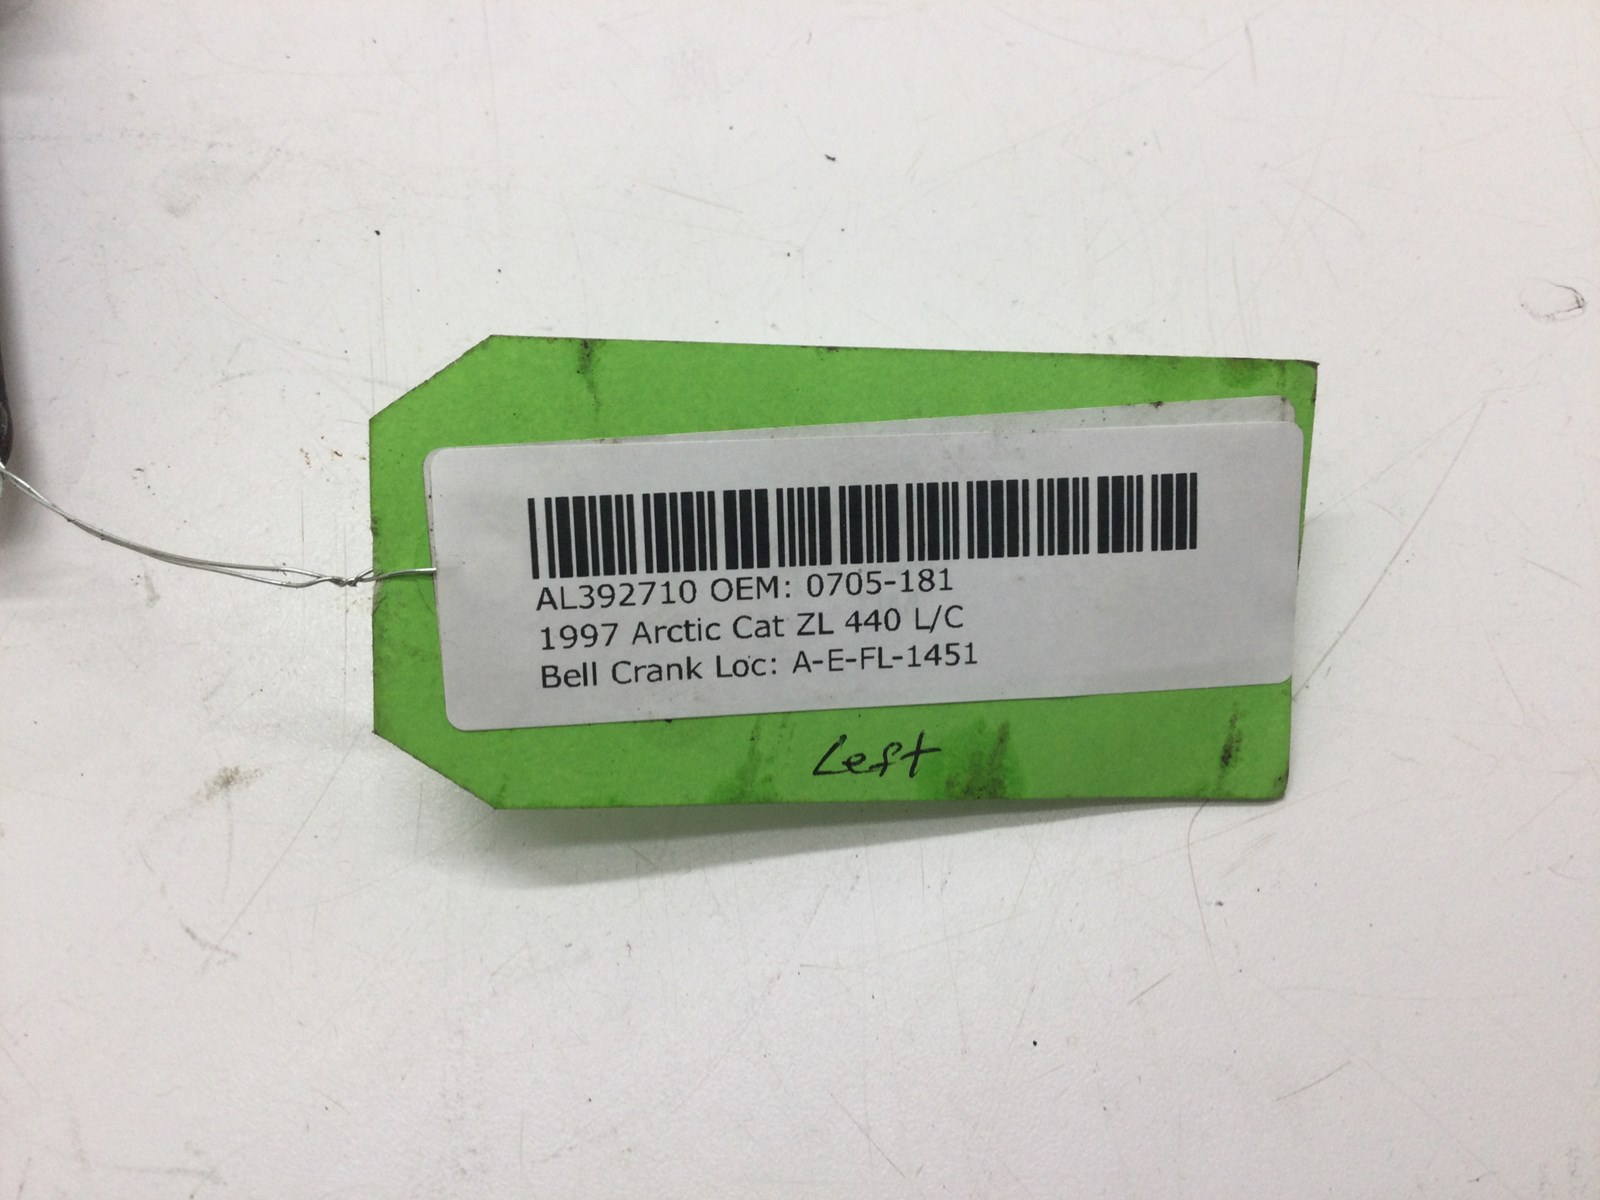 AL392710 OEM: 0705-181
1997 Arctic Cat ZL 440 L/C
Bell Crank Loc: A-E-FL-1451
Left